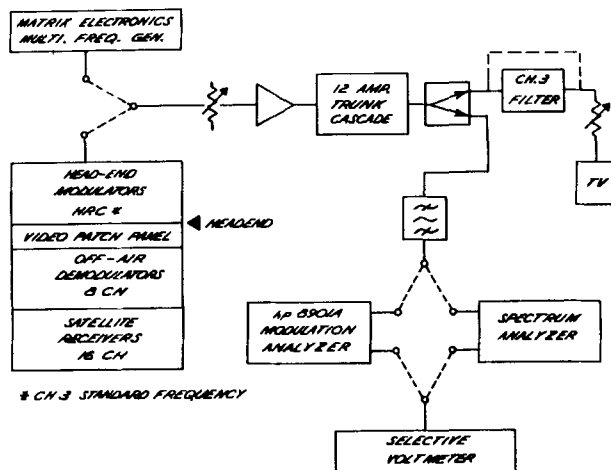 MATRIX ELECTRONICS
MULTI. FREQ. GEN.
12 AMP.
TRUNK
CASCADE
CH. 3
FILTER
TV
HEAD-END
MODULATORS
HRC *
HEADEND
VIDEO PATCH PANEL
OFF-AIR
DEMODULATORS
8 CH
SATELLITE
RECEIVERS
16 CH
hp 8901A
MODULATION
ANALYZER
SPECTRUM
ANALYZER
* CH. 3 STANDARD FREQUENCY
SELECTIVE
VOLTMETER